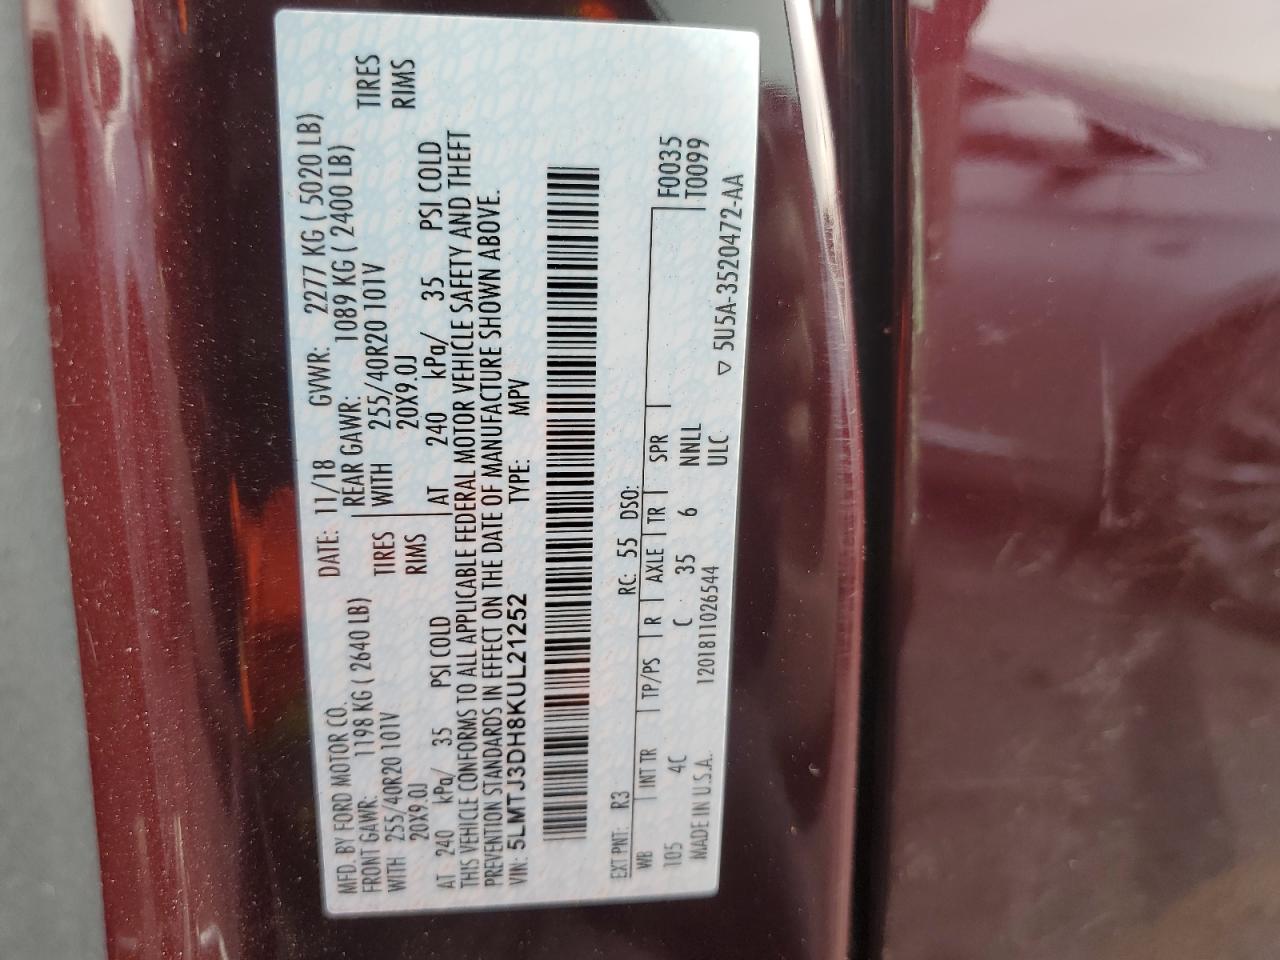 MFD. BY FORD MOTOR CO.
DATE: 11/18 GVWR: 2277 KG ( 5020 LB)
FRONT GAWR: 1198 KG ( 2640 LB) REAR GAWR: 1089 KG ( 2400 LB)
WITH 255/40R20 101V TIRES WITH 255/40R20 101V TIRES
20X9.0J RIMS 20X9.0J RIMS
AT 240 kPa/ 35 PSI COLD AT 240 kPa/ 35 PSI COLD
THIS VEHICLE CONFORMS TO ALL APPLICABLE FEDERAL MOTOR VEHICLE SAFETY AND THEFT
PREVENTION STANDARDS IN EFFECT ON THE DATE OF MANUFACTURE SHOWN ABOVE.
VIN: 5LMTJ3DH8KUL21252 TYPE: MPV
EXT PNT: R3 RC: 55 DSO:
WB INT TR TP/PS R AXLE TR SPR F0035
105 4C C 35 6 NNLL T0099
MADE IN U.S.A. 1201811026544 ULC ▽ 5U5A-3520472-AA